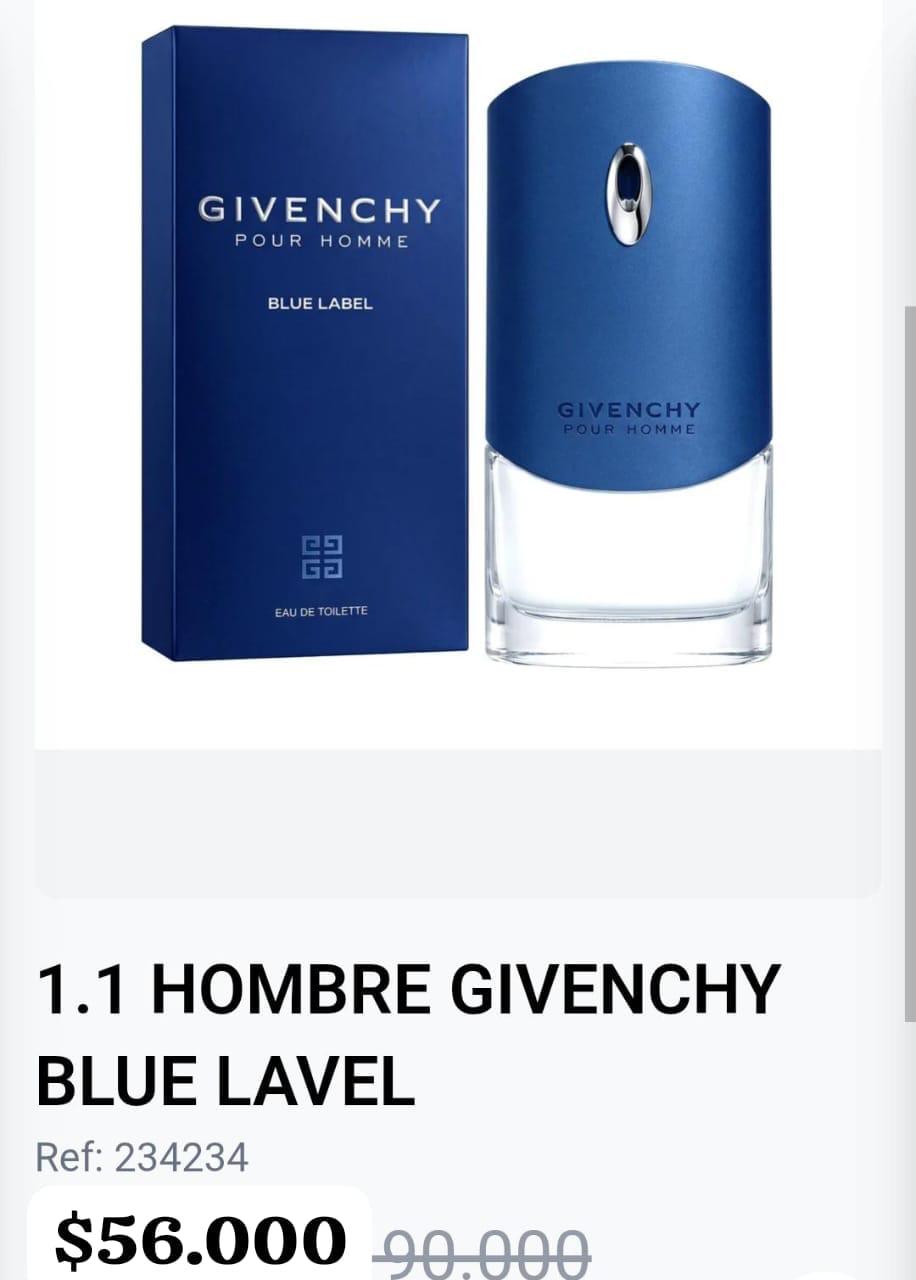 GIVENCHY
POUR HOMME
BLUE LABEL
EAU DE TOILETTE
GIVENCHY
POUR HOMME
1.1 HOMBRE GIVENCHY
BLUE LAVEL
Ref: 234234
$56.000 90.000